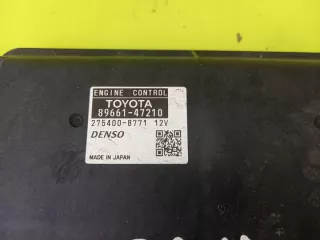 ENGINE CONTROL
TOYOTA
89661-47210
275400-8771 12V
DENSO
MADE IN JAPAN